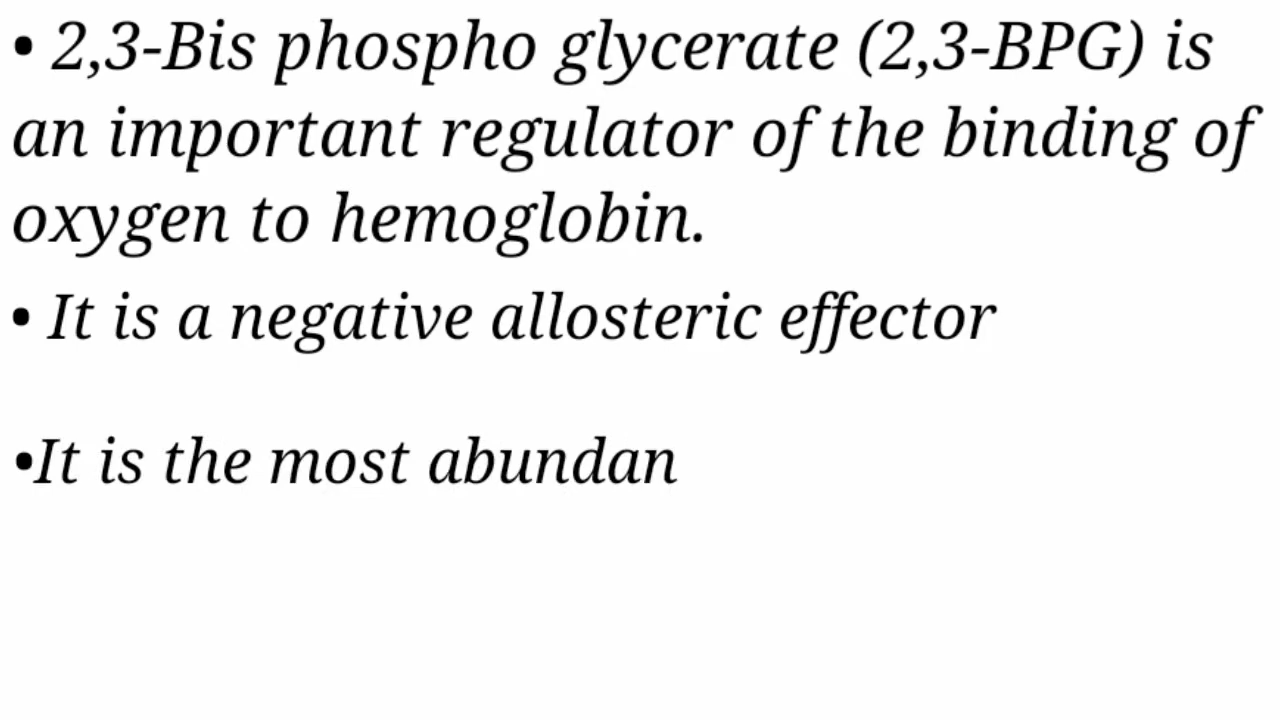 • 2,3-Bis phospho glycerate (2,3-BPG) is
an important regulator of the binding of
oxygen to hemoglobin.
• It is a negative allosteric effector
•It is the most abundan